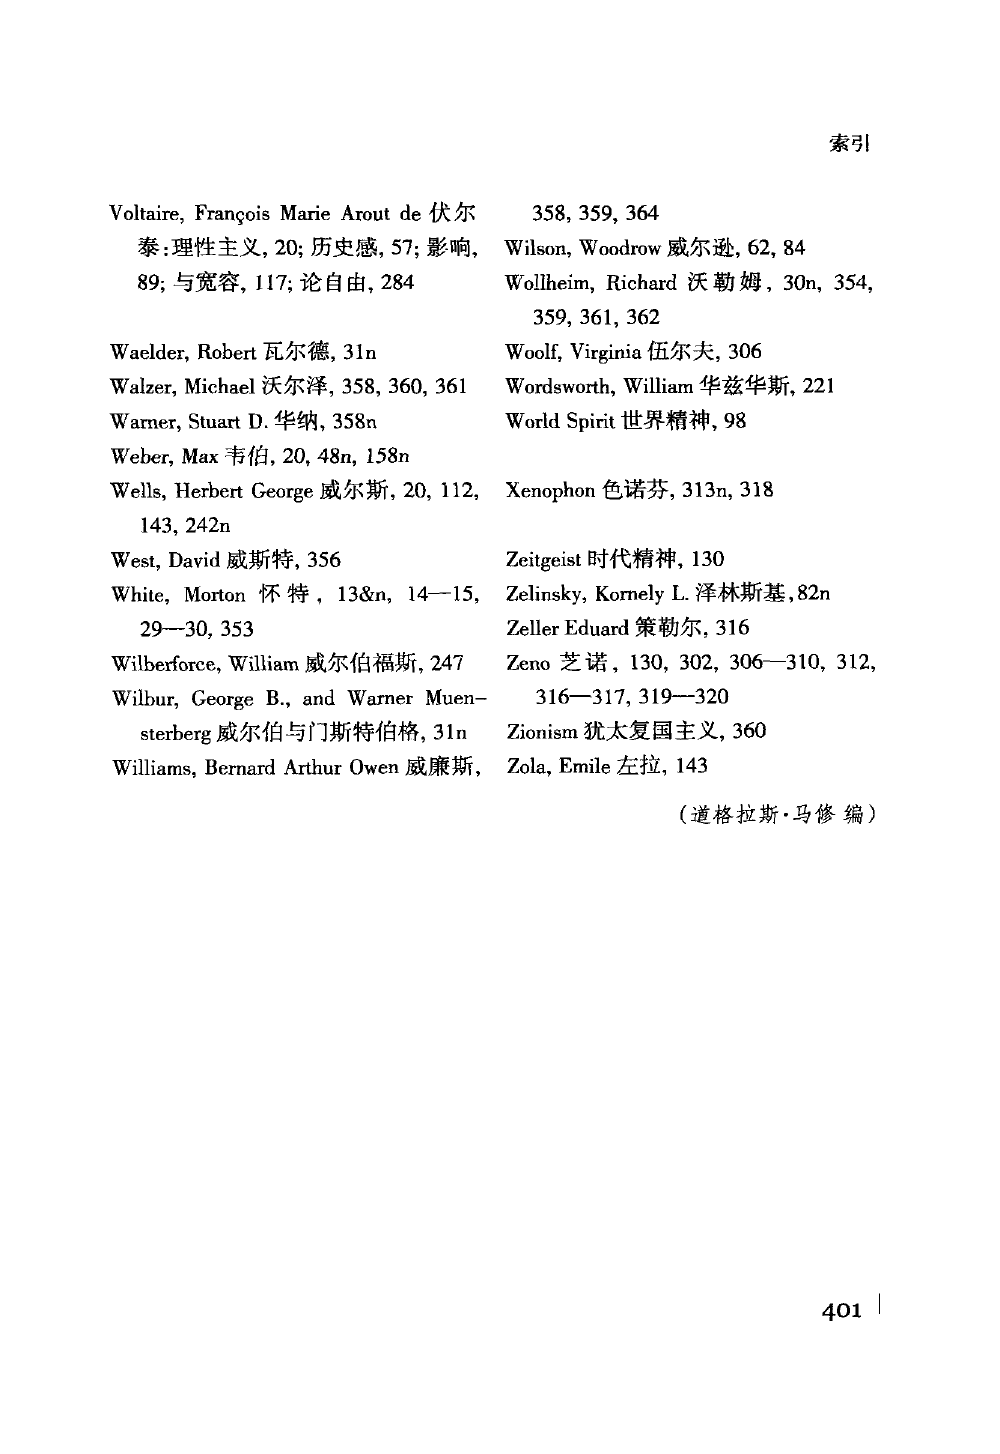 索引
Voltaire, François Marie Arout de 伏尔
泰:理性主义, 20; 历史感, 57; 影响,
89; 与宽容, 117; 论自由, 284
Waelder, Robert 瓦尔德, 31n
Walzer, Michael 沃尔泽, 358, 360, 361
Warner, Stuart D. 华纳, 358n
Weber, Max 韦伯, 20, 48n, 158n
Wells, Herbert George 威尔斯, 20, 112,
143, 242n
West, David 威斯特, 356
White, Morton 怀特, 13&n, 14—15,
29—30, 353
Wilberforce, William 威尔伯福斯, 247
Wilbur, George B., and Warner Muen-
sterberg 威尔伯与门斯特伯格, 31n
Williams, Bernard Arthur Owen 威廉斯,
358, 359, 364
Wilson, Woodrow 威尔逊, 62, 84
Wollheim, Richard 沃勒姆, 30n, 354,
359, 361, 362
Woolf, Virginia 伍尔夫, 306
Wordsworth, William 华兹华斯, 221
World Spirit 世界精神, 98
Xenophon 色诺芬, 313n, 318
Zeitgeist 时代精神, 130
Zelinsky, Kornely L. 泽林斯基,82n
Zeller Eduard 策勒尔, 316
Zeno 芝诺, 130, 302, 306—310, 312,
316—317, 319—320
Zionism 犹太复国主义, 360
Zola, Emile 左拉, 143
(道格拉斯·马修 编)
401